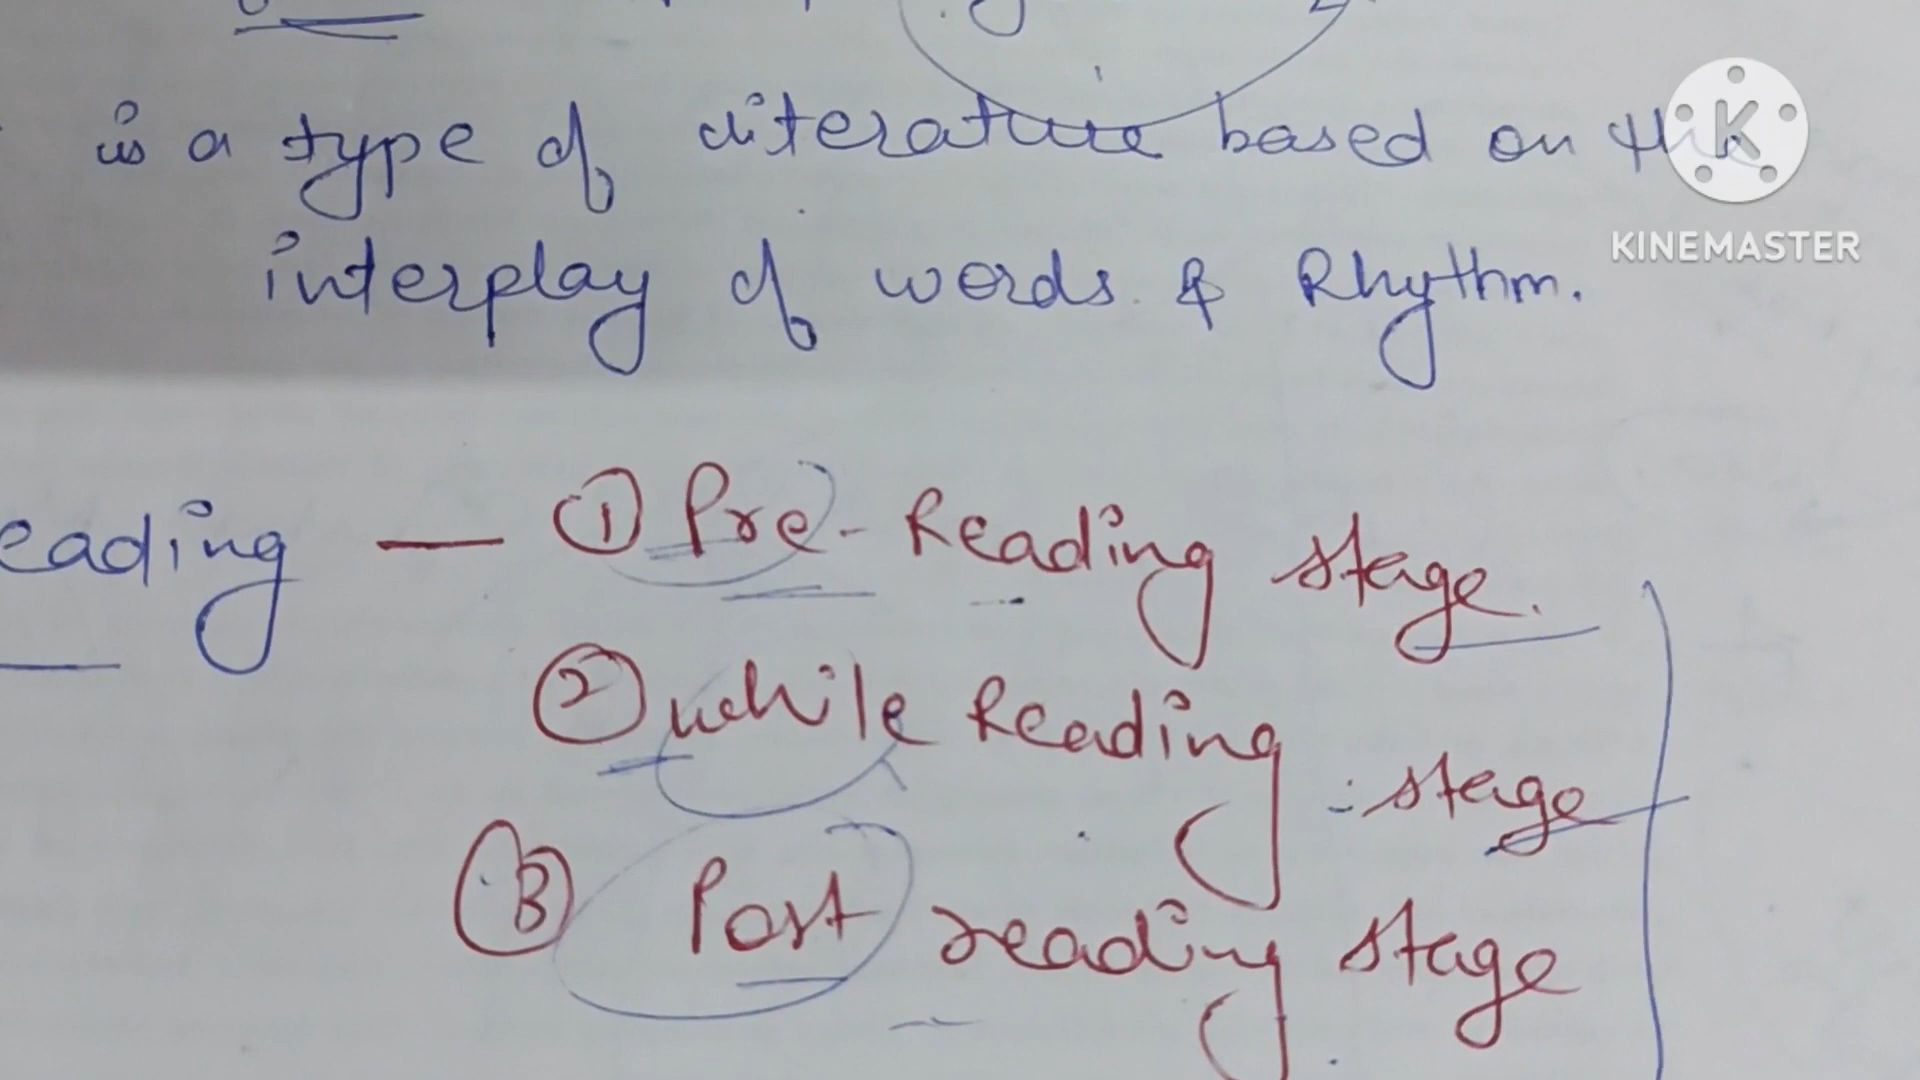 is a type of literature based on the
interplay of words & Rhythm.
KINEMASTER
eading — ① Pre-Reading stage.
② while Reading stage
③ Post reading stage